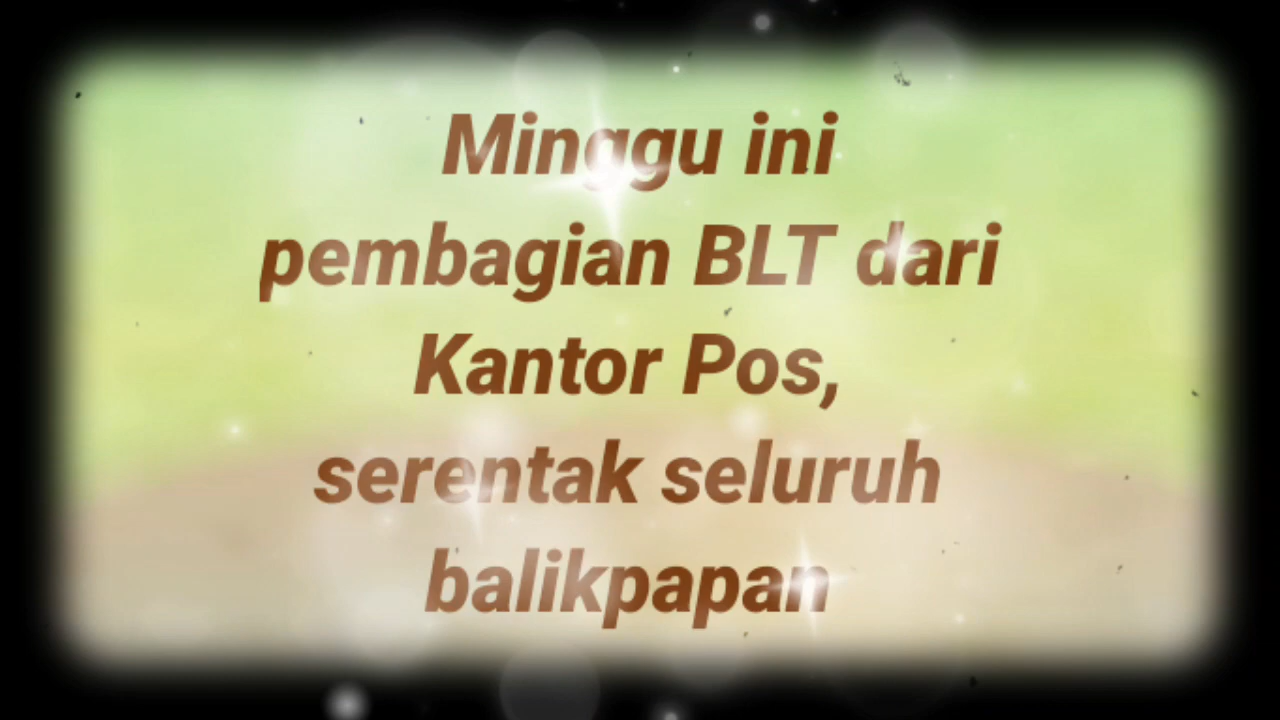 Minggu ini
pembagian BLT dari
Kantor Pos,
serentak seluruh
balikpapan